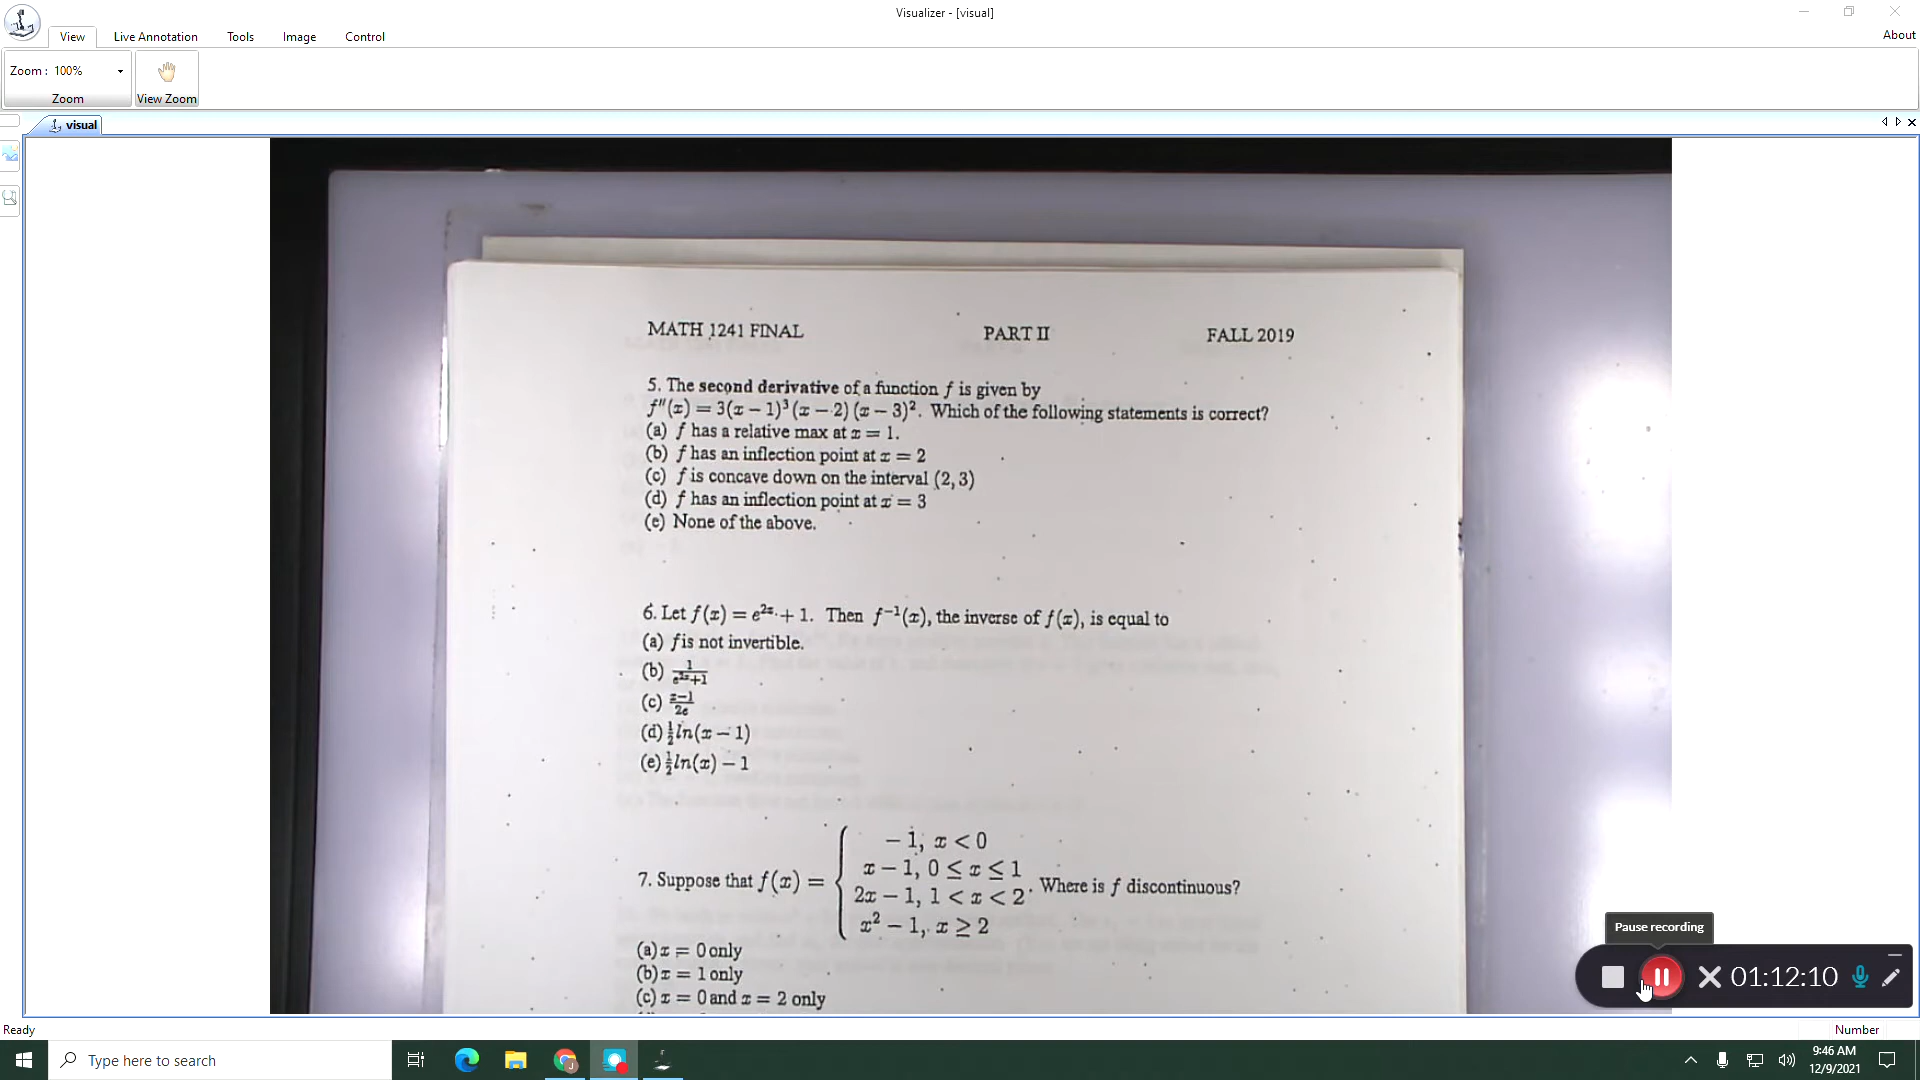 Visualizer - [visual]
View Live Annotation Tools Image Control About
Zoom : 100%
Zoom View Zoom
visual
MATH 1241 FINAL PART II FALL 2019
5. The second derivative of a function f is given by
f″(x) = 3(x − 1)³(x − 2)(x − 3)². Which of the following statements is correct?
(a) f has a relative max at x = 1.
(b) f has an inflection point at x = 2
(c) f is concave down on the interval (2, 3)
(d) f has an inflection point at x = 3
(e) None of the above.
6. Let f(x) = e²ˣ + 1. Then f⁻¹(x), the inverse of f(x), is equal to
(a) f is not invertible.
(b) 1/(e²ˣ+1)
(c) (x−1)/2e
(d) ½ln(x − 1)
(e) ½ln(x) − 1
− 1, x < 0
x − 1, 0 ≤ x ≤ 1
7. Suppose that f(x) = { . Where is f discontinuous?
2x − 1, 1 < x < 2
x² − 1, x ≥ 2
(a) x = 0 only
(b) x = 1 only
(c) x = 0 and x = 2 only
Pause recording
01:12:10
Ready Number
Type here to search
9:46 AM
12/9/2021